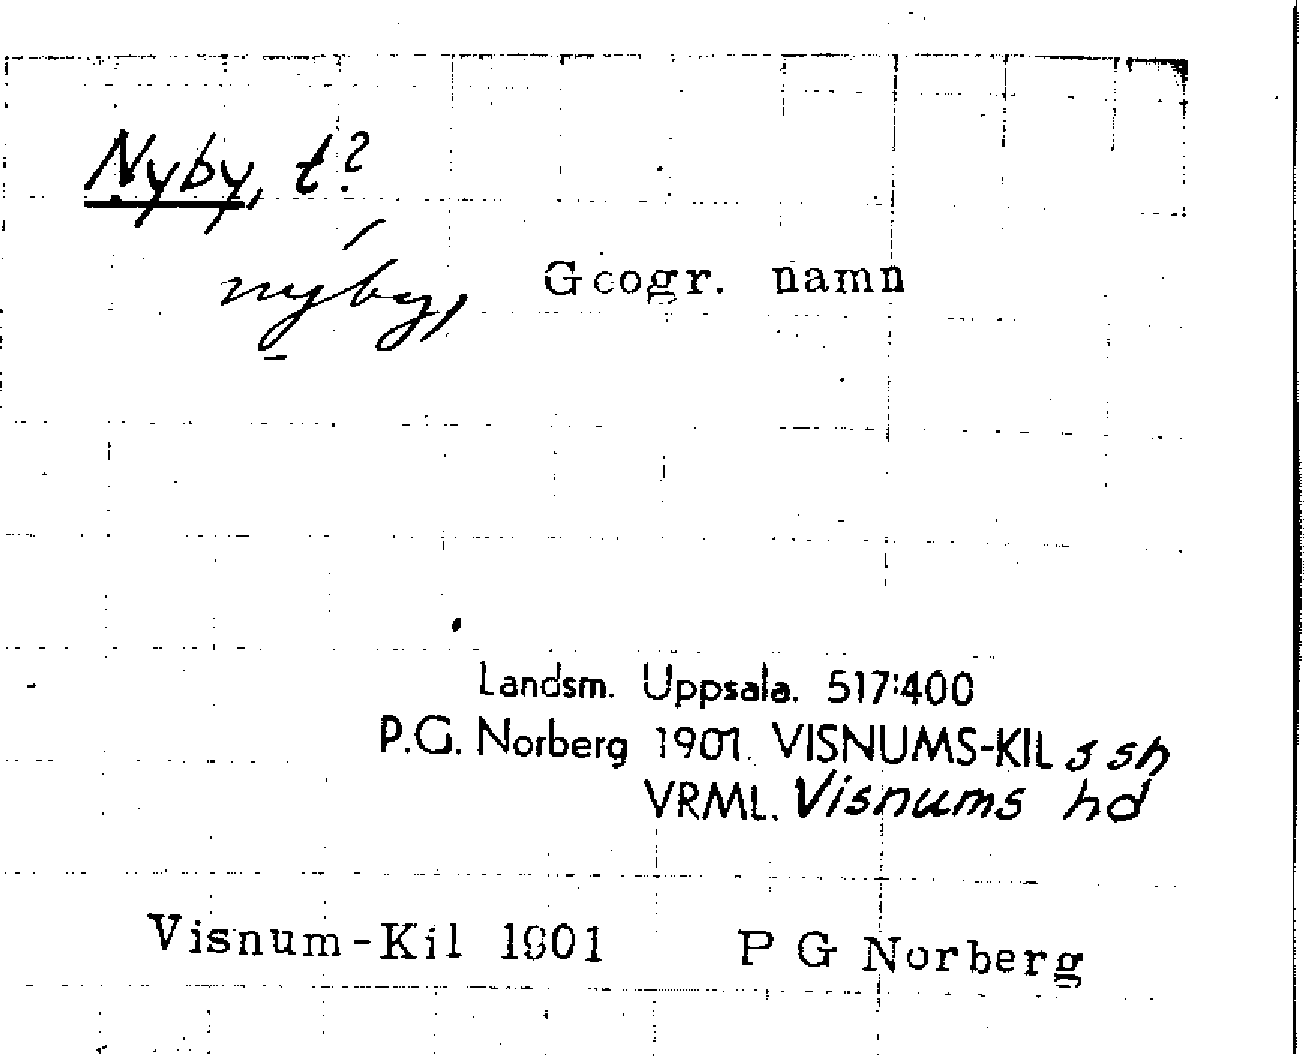 Nyby, t?
nyby, Geogr. namn
Landsm. Uppsala. 517:400
P.G. Norberg 1901. VISNUMS-KIL s sn
VRML. Visnums hd
Visnum-Kil 1901 P G Norberg